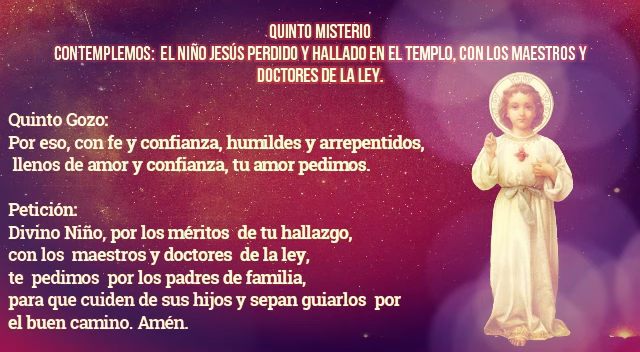 QUINTO MISTERIO
CONTEMPLEMOS: EL NIÑO JESÚS PERDIDO Y HALLADO EN EL TEMPLO, CON LOS MAESTROS Y
DOCTORES DE LA LEY.
Quinto Gozo:
Por eso, con fe y confianza, humildes y arrepentidos,
llenos de amor y confianza, tu amor pedimos.
Petición:
Divino Niño, por los méritos de tu hallazgo,
con los maestros y doctores de la ley,
te pedimos por los padres de familia,
para que cuiden de sus hijos y sepan guiarlos por
el buen camino. Amén.